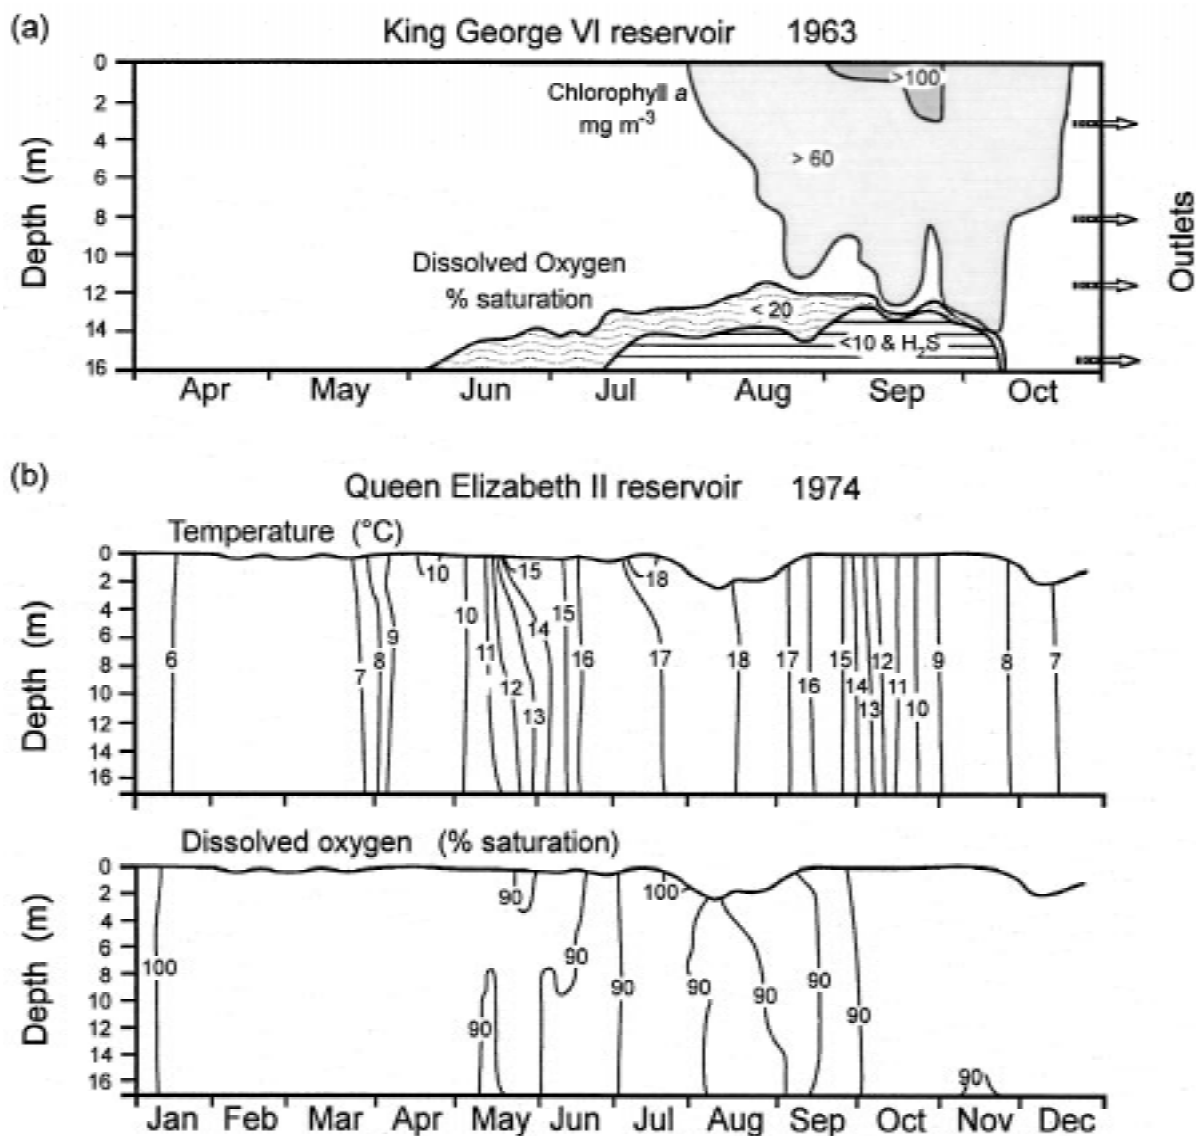 (a)
King George VI reservoir 1963
0
2
4
6
8
10
12
14
16
Depth (m)
Chlorophyll a
mg m-3
>100
> 60
Dissolved Oxygen
% saturation
< 20
<10 & H2S
Outlets
Apr May Jun Jul Aug Sep Oct
(b)
Queen Elizabeth II reservoir 1974
Temperature (°C)
0
2
4
6
8
10
12
14
16
Depth (m)
10 15 18
10 15
14
9
11
6 7 8 16 17 18 17 15 12 9 8 7
12 16 14 11
13 13 10
Dissolved oxygen (% saturation)
0
2
4
6
8
10
12
14
16
Depth (m)
90 100
90
100 90 90 90 90
90 90
90
Jan Feb Mar Apr May Jun Jul Aug Sep Oct Nov Dec